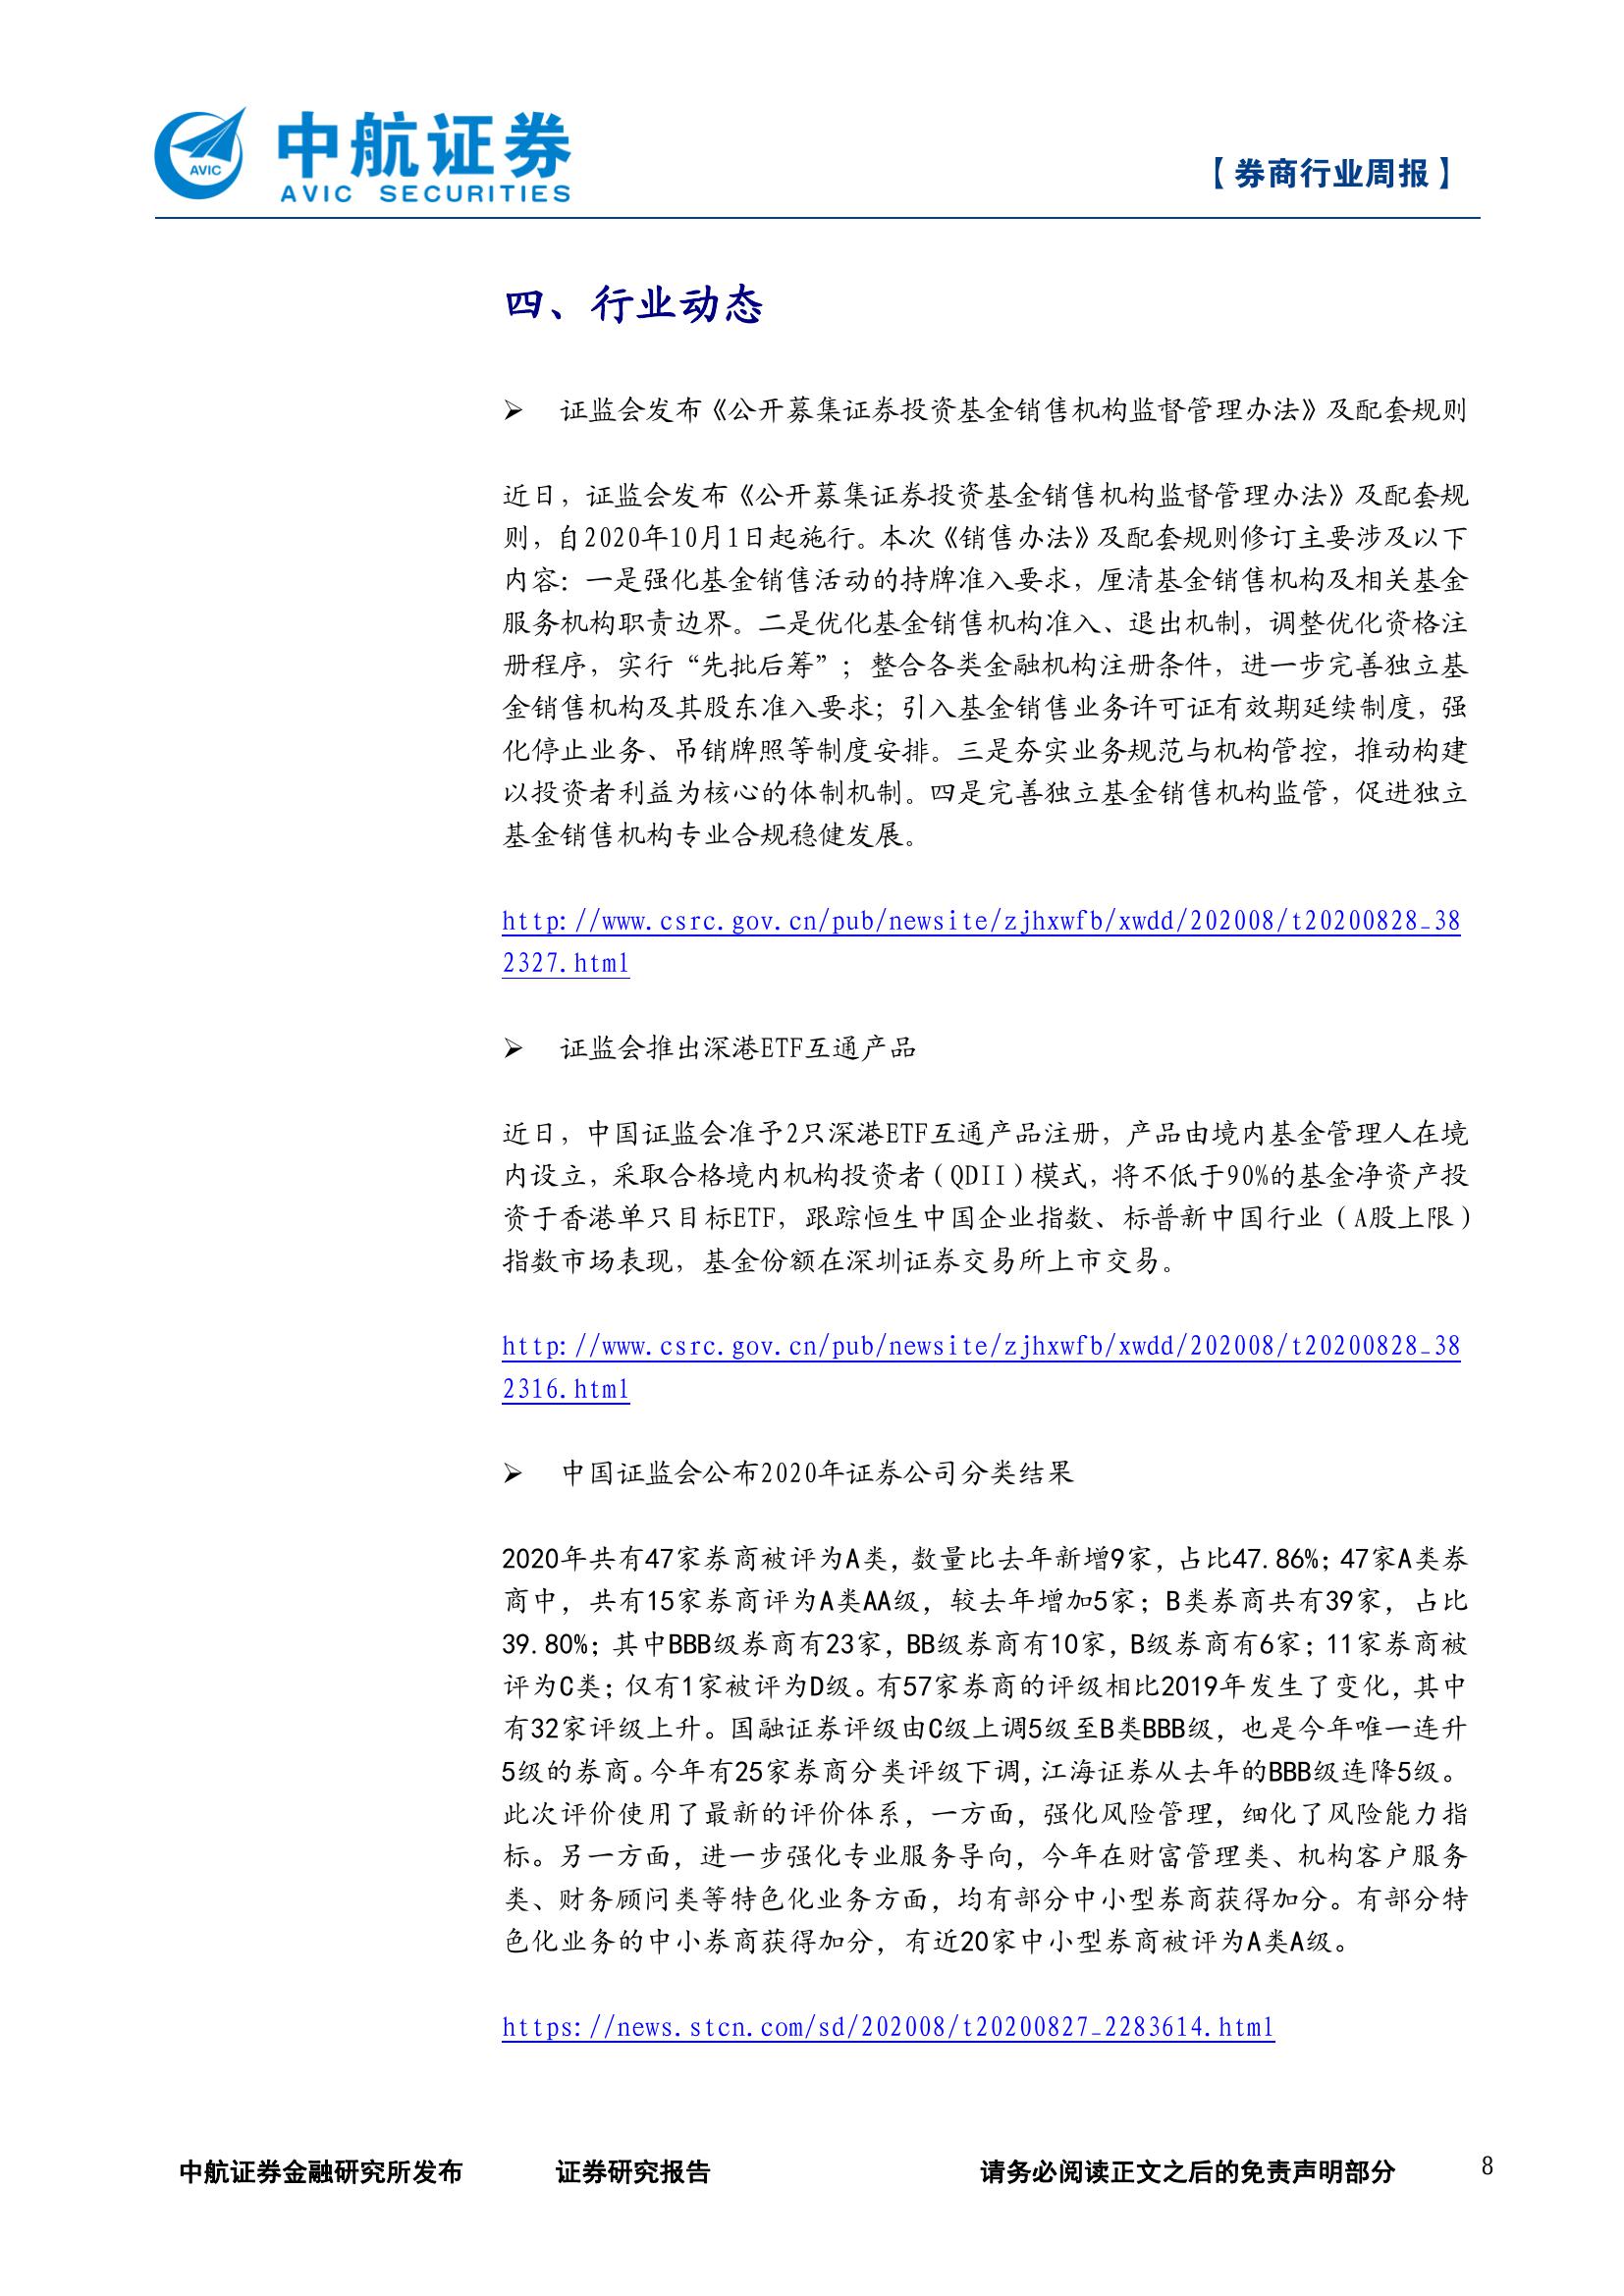 AVIC
中航证券
AVIC SECURITIES
【券商行业周报】
四、行业动态
➢ 证监会发布《公开募集证券投资基金销售机构监督管理办法》及配套规则
近日，证监会发布《公开募集证券投资基金销售机构监督管理办法》及配套规
则，自2020年10月1日起施行。本次《销售办法》及配套规则修订主要涉及以下
内容：一是强化基金销售活动的持牌准入要求，厘清基金销售机构及相关基金
服务机构职责边界。二是优化基金销售机构准入、退出机制，调整优化资格注
册程序，实行“先批后筹”；整合各类金融机构注册条件，进一步完善独立基
金销售机构及其股东准入要求；引入基金销售业务许可证有效期延续制度，强
化停止业务、吊销牌照等制度安排。三是夯实业务规范与机构管控，推动构建
以投资者利益为核心的体制机制。四是完善独立基金销售机构监管，促进独立
基金销售机构专业合规稳健发展。
http://www.csrc.gov.cn/pub/newsite/zjhxwfb/xwdd/202008/t20200828_38
2327.html
➢ 证监会推出深港ETF互通产品
近日，中国证监会准予2只深港ETF互通产品注册，产品由境内基金管理人在境
内设立，采取合格境内机构投资者（QDII）模式，将不低于90%的基金净资产投
资于香港单只目标ETF，跟踪恒生中国企业指数、标普新中国行业（A股上限）
指数市场表现，基金份额在深圳证券交易所上市交易。
http://www.csrc.gov.cn/pub/newsite/zjhxwfb/xwdd/202008/t20200828_38
2316.html
➢ 中国证监会公布2020年证券公司分类结果
2020年共有47家券商被评为A类，数量比去年新增9家，占比47.86%；47家A类券
商中，共有15家券商评为A类AA级，较去年增加5家；B类券商共有39家，占比
39.80%；其中BBB级券商有23家，BB级券商有10家，B级券商有6家；11家券商被
评为C类；仅有1家被评为D级。有57家券商的评级相比2019年发生了变化，其中
有32家评级上升。国融证券评级由C级上调5级至B类BBB级，也是今年唯一连升
5级的券商。今年有25家券商分类评级下调，江海证券从去年的BBB级连降5级。
此次评价使用了最新的评价体系，一方面，强化风险管理，细化了风险能力指
标。另一方面，进一步强化专业服务导向，今年在财富管理类、机构客户服务
类、财务顾问类等特色化业务方面，均有部分中小型券商获得加分。有部分特
色化业务的中小券商获得加分，有近20家中小型券商被评为A类A级。
https://news.stcn.com/sd/202008/t20200827_2283614.html
中航证券金融研究所发布 证券研究报告 请务必阅读正文之后的免责声明部分 8